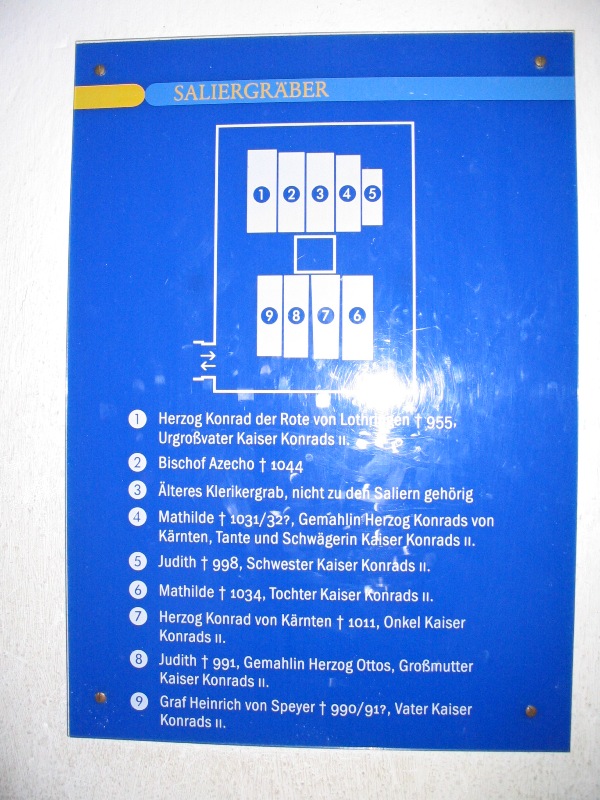 SALIERGRÄBER
1 2 3 4 5
9 8 7 6
1 Herzog Konrad der Rote von Lothringen † 955,
Urgroßvater Kaiser Konrads II.
2 Bischof Azecho † 1044
3 Älteres Klerikergrab, nicht zu den Saliern gehörig
4 Mathilde † 1031/32?, Gemahlin Herzog Konrads von
Kärnten, Tante und Schwägerin Kaiser Konrads II.
5 Judith † 998, Schwester Kaiser Konrads II.
6 Mathilde † 1034, Tochter Kaiser Konrads II.
7 Herzog Konrad von Kärnten † 1011, Onkel Kaiser
Konrads II.
8 Judith † 991, Gemahlin Herzog Ottos, Großmutter
Kaiser Konrads II.
9 Graf Heinrich von Speyer † 990/91?, Vater Kaiser
Konrads II.